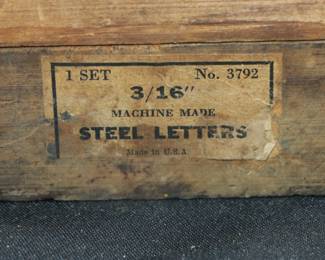 1 SET No. 3792
3/16"
MACHINE MADE
STEEL LETTERS
Made in U.S.A